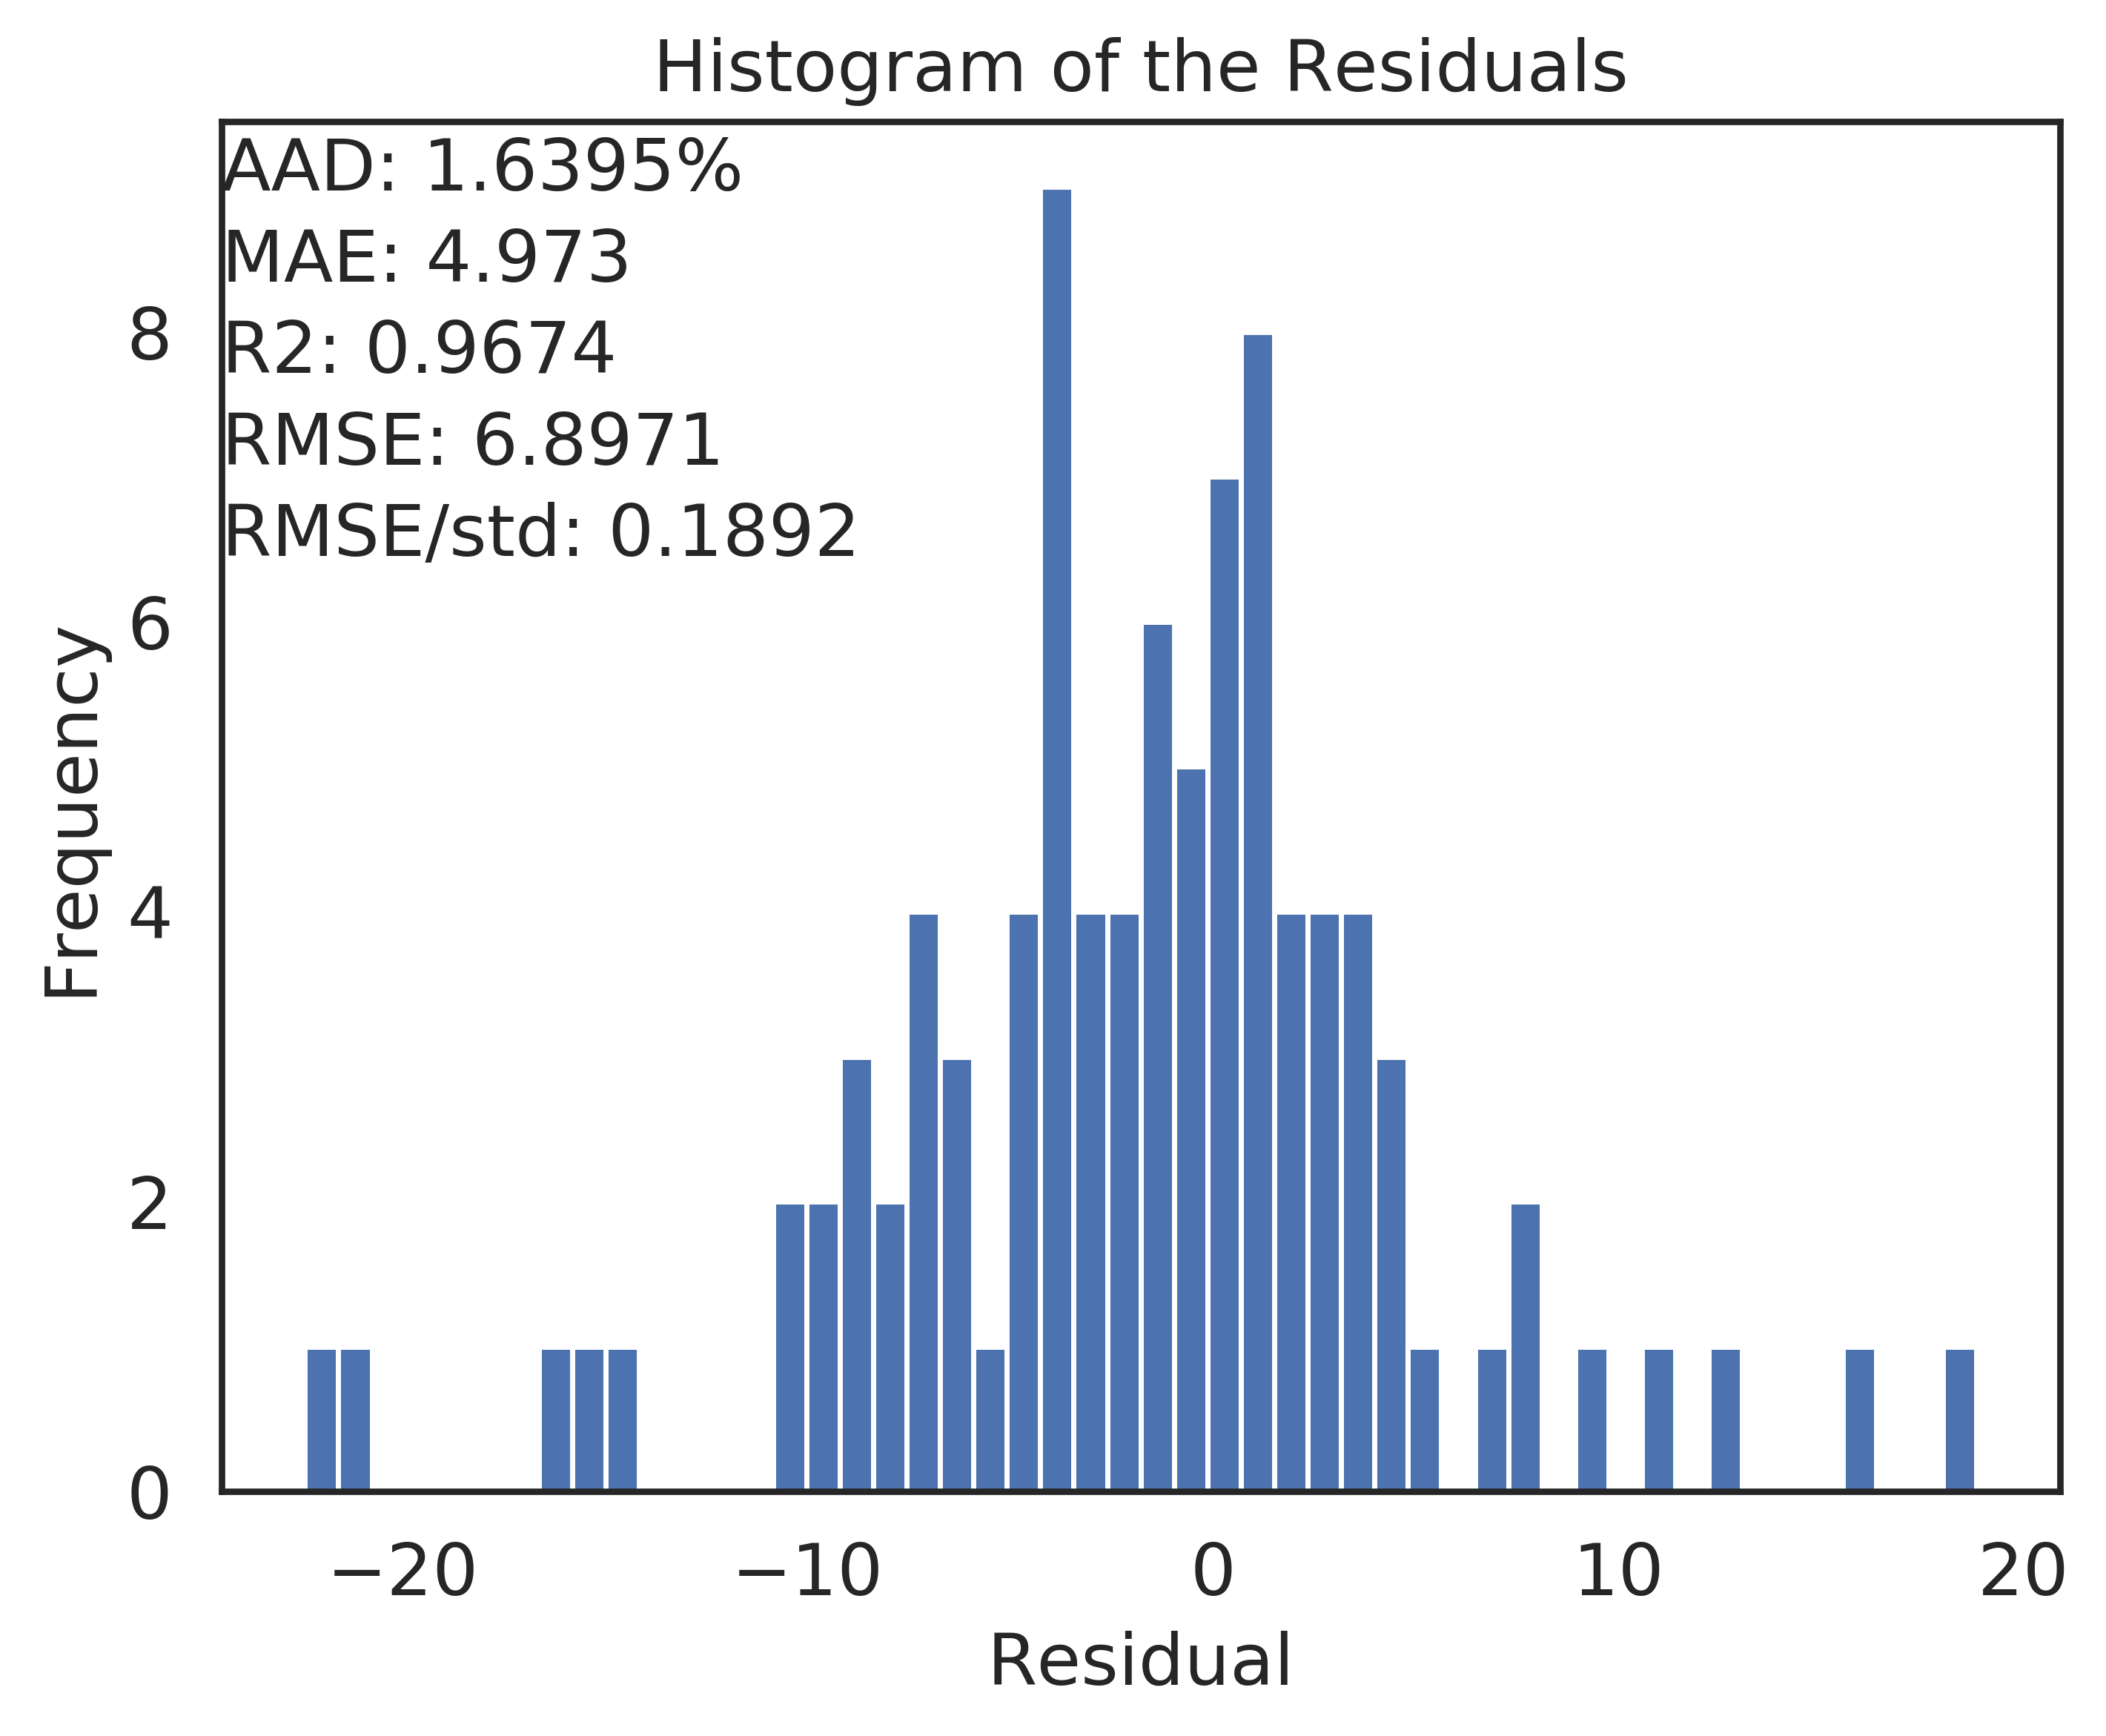 Histogram of the Residuals
AAD: 1.6395%
MAE: 4.973
R2: 0.9674
RMSE: 6.8971
RMSE/std: 0.1892
Frequency
8
6
4
2
0
−20 −10 0 10 20
Residual